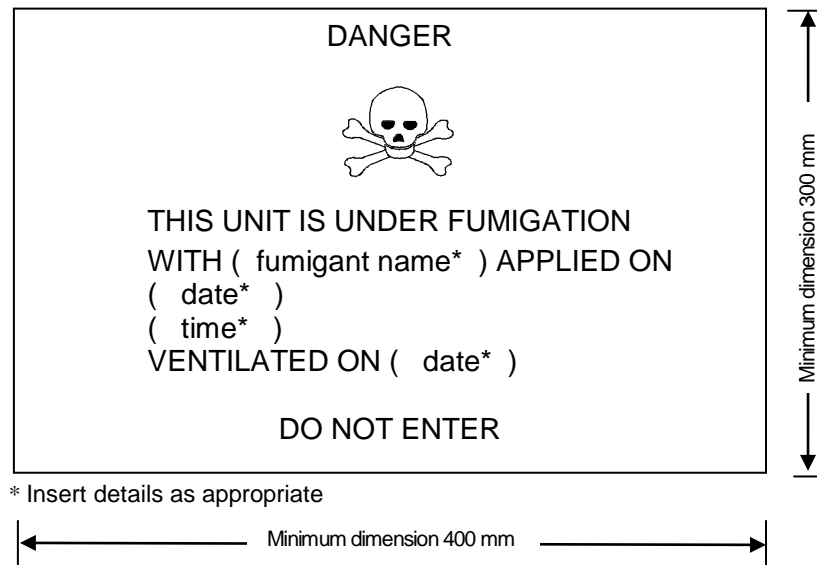 DANGER
THIS UNIT IS UNDER FUMIGATION
WITH ( fumigant name* ) APPLIED ON
( date* )
( time* )
VENTILATED ON ( date* )
DO NOT ENTER
Minimum dimension 300 mm
* Insert details as appropriate
Minimum dimension 400 mm